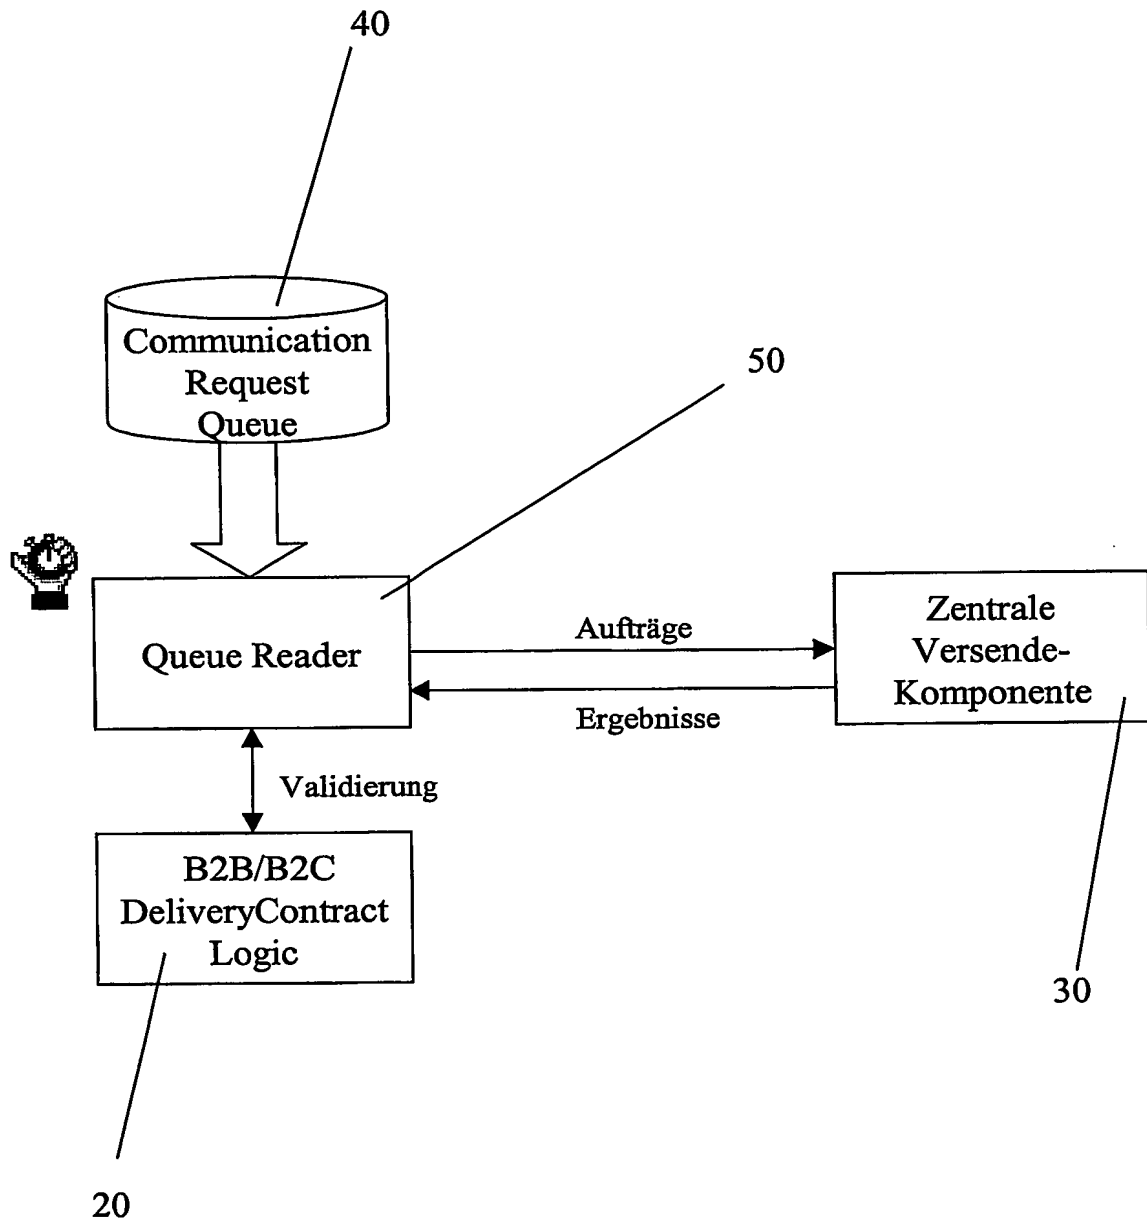 40
Communication
Request
Queue
50
Queue Reader
Aufträge
Ergebnisse
Zentrale
Versende-
Komponente
Validierung
B2B/B2C
DeliveryContract
Logic
30
20